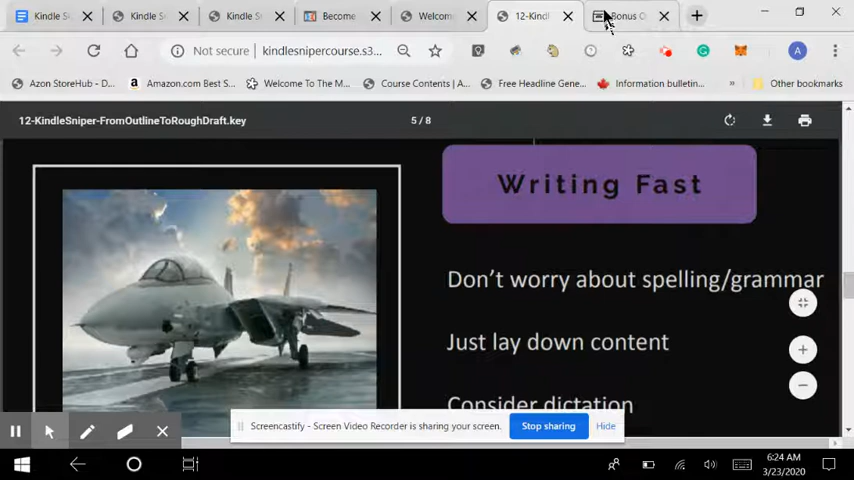 Kindle S
Kindle S
Kindle S
Become
Welcom
12-Kindl
Bonus O
Not secure
kindlesnipercourse.s3...
A
Azon StoreHub - D...
Amazon.com Best S...
Welcome To The M...
Course Contents | A...
Free Headline Gene...
Information bulletin...
»
Other bookmarks
12-KindleSniper-FromOutlineToRoughDraft.key
5 / 8
Writing Fast
Don't worry about spelling/grammar
Just lay down content
Consider dictation
Screencastify - Screen Video Recorder is sharing your screen.
Stop sharing
Hide
6:24 AM
3/23/2020